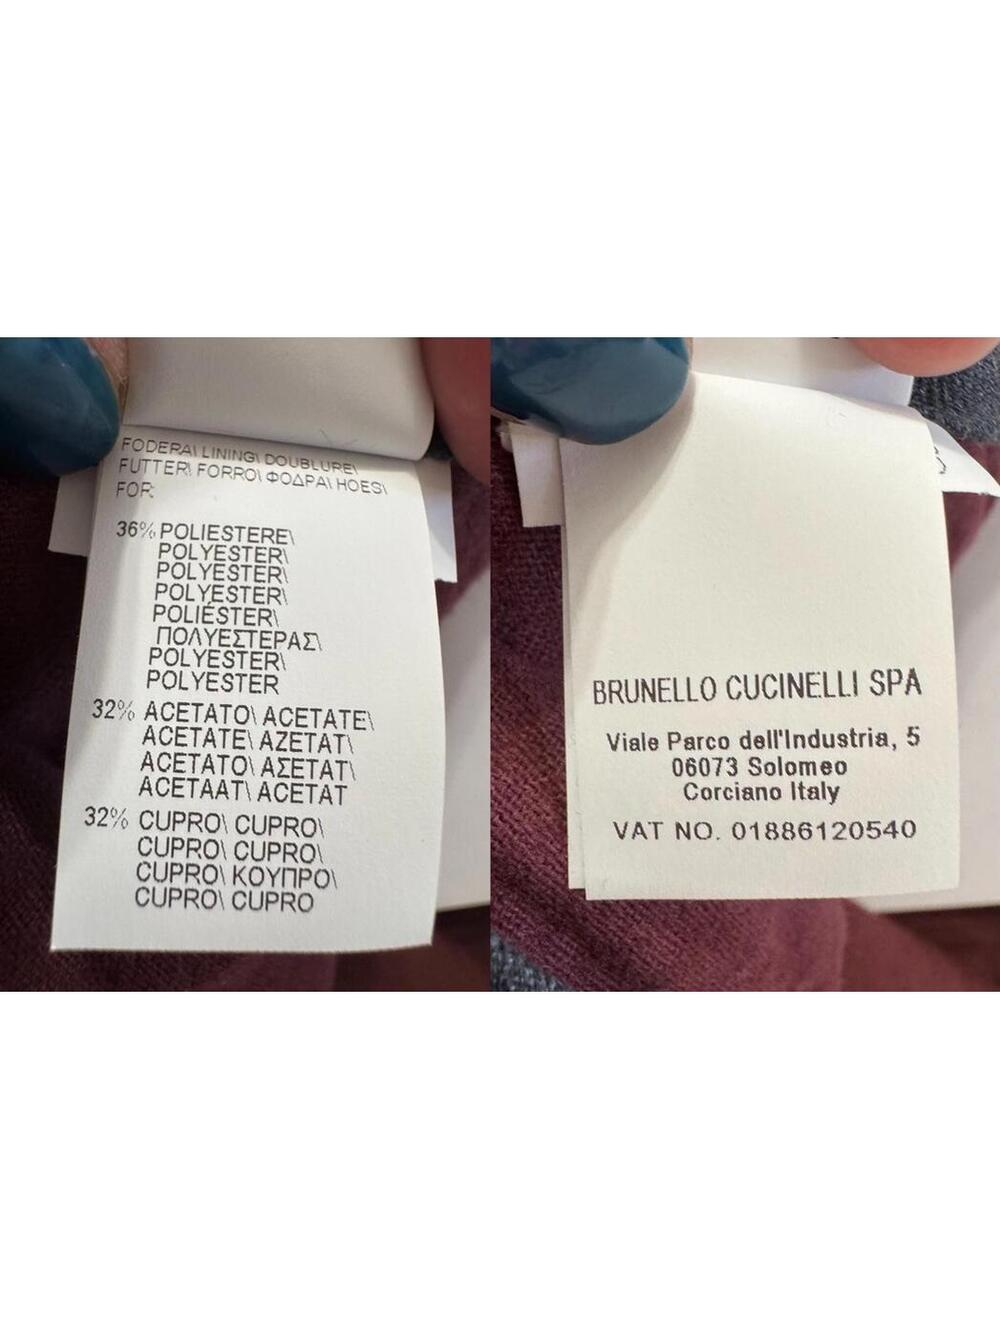 FODERA\ LINING\ DOUBLURE\
FUTTER\ FORRO\ ΦΟΔΡΑ\ HOES\
FOR:
36% POLIESTERE\
POLYESTER\
POLYESTER\
POLYESTER\
POLIÉSTER\
ΠΟΛΥΕΣΤΕΡΑΣ\
POLYESTER\
POLYESTER
32% ACETATO\ ACETATE\
ACETATE\ AZETAT\
ACETATO\ ΑΣΕΤΑΤ\
ACETAAT\ ACETAT
32% CUPRO\ CUPRO\
CUPRO\ CUPRO\
CUPRO\ ΚΟΥΠΡΟ\
CUPRO\ CUPRO
BRUNELLO CUCINELLI SPA
Viale Parco dell'Industria, 5
06073 Solomeo
Corciano Italy
VAT NO. 01886120540